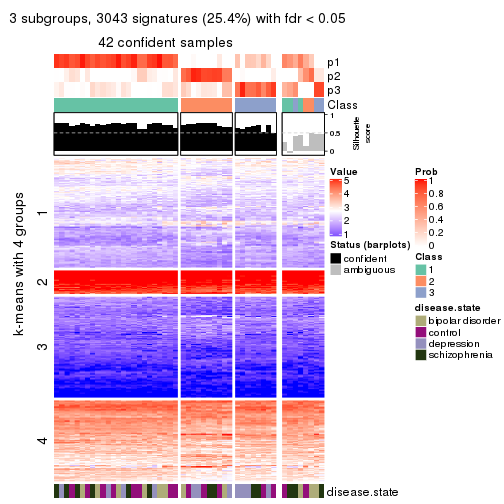 3 subgroups, 3043 signatures (25.4%) with fdr < 0.05
42 confident samples
p1
p2
p3
Class
1
0.5
0
Silhouette
score
k-means with 4 groups
1
2
3
4
disease.state
Value
5
4
3
2
1
Status (barplots)
confident
ambiguous
Prob
1
0.8
0.6
0.4
0.2
0
Class
1
2
3
disease.state
bipolar disorder
control
depression
schizophrenia